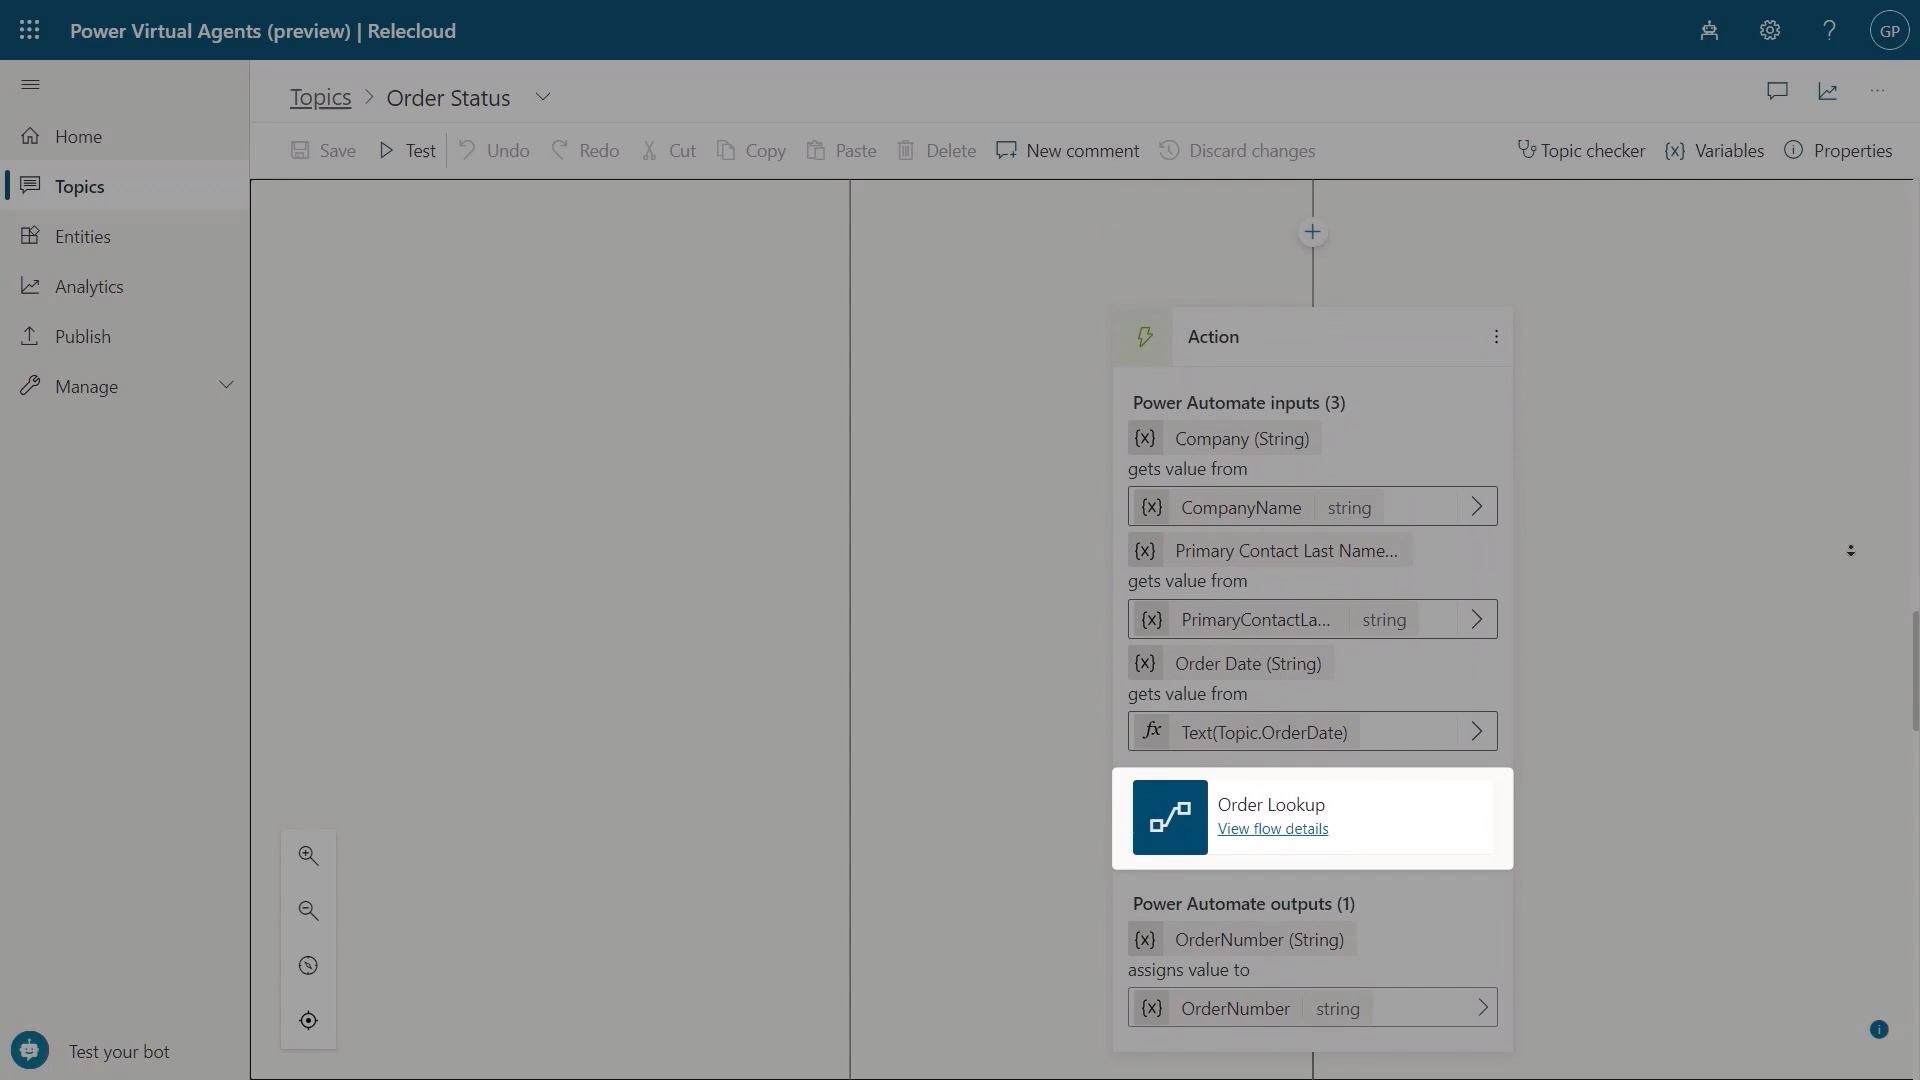 Power Virtual Agents (preview) | Relecloud
GP
Topics > Order Status
Save Test Undo Redo Cut Copy Paste Delete New comment Discard changes Topic checker {x} Variables Properties
Home
Topics
Entities
Analytics
Publish
Manage
Action
Power Automate inputs (3)
{x} Company (String)
gets value from
{x} CompanyName string
{x} Primary Contact Last Name...
gets value from
{x} PrimaryContactLa... string
{x} Order Date (String)
gets value from
fx Text(Topic.OrderDate)
Order Lookup
View flow details
Power Automate outputs (1)
{x} OrderNumber (String)
assigns value to
{x} OrderNumber string
Test your bot